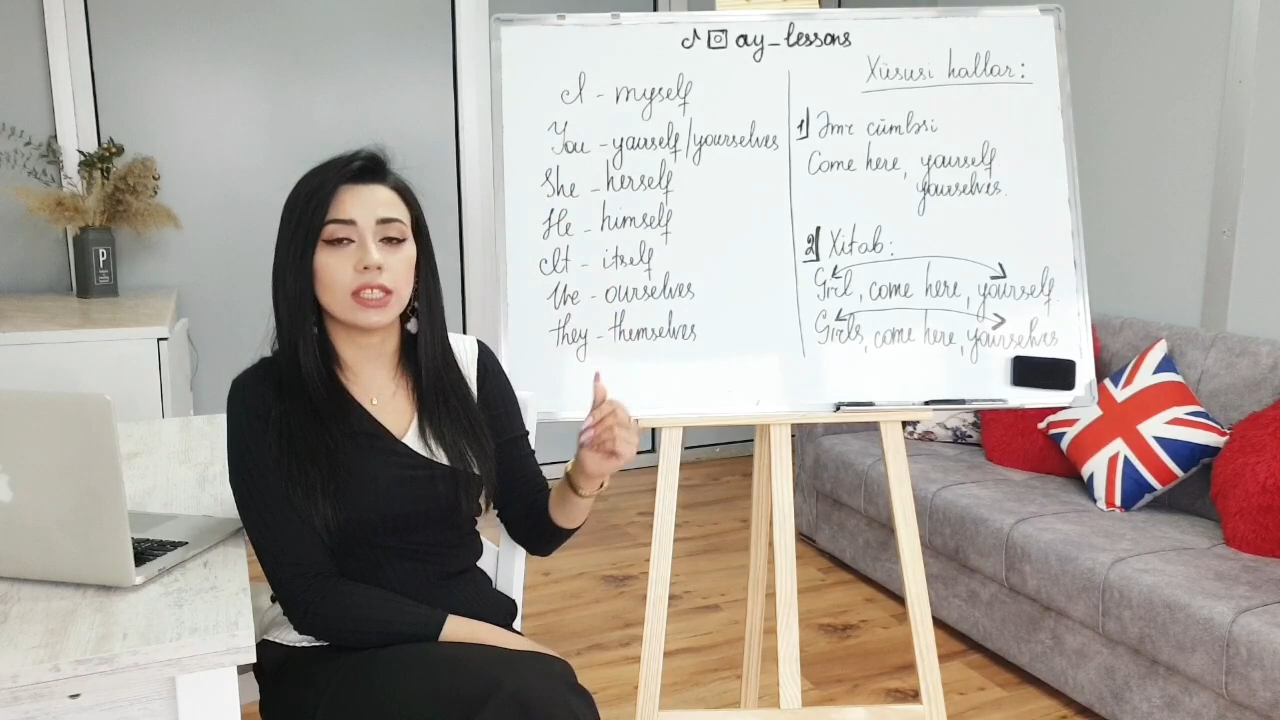 ay_lessons
I - myself
You - yourself/yourselves
She - herself
He - himself
It - itself
We - ourselves
they - themselves
Xüsusi hallar:
1) Əmr cümləsi
Come here, yourself
yourselves.
2) Xitab:
Girl, come here, yourself.
Girls, come here, yourselves
P